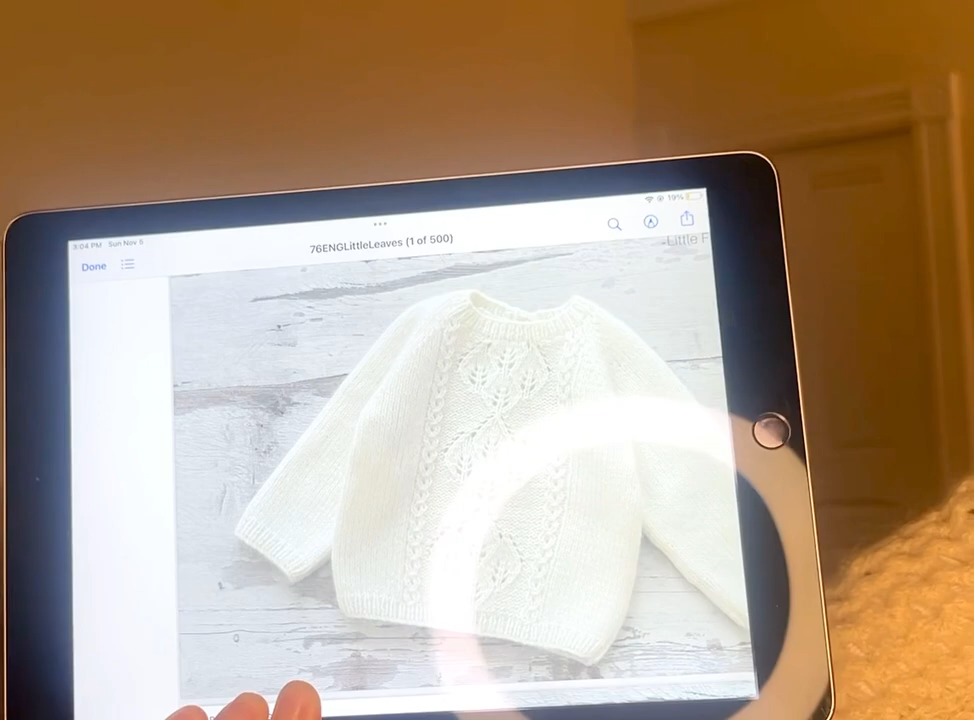 3:04 PM Sun Nov 5
19%
Done
76ENGLittleLeaves (1 of 500)
-Little F